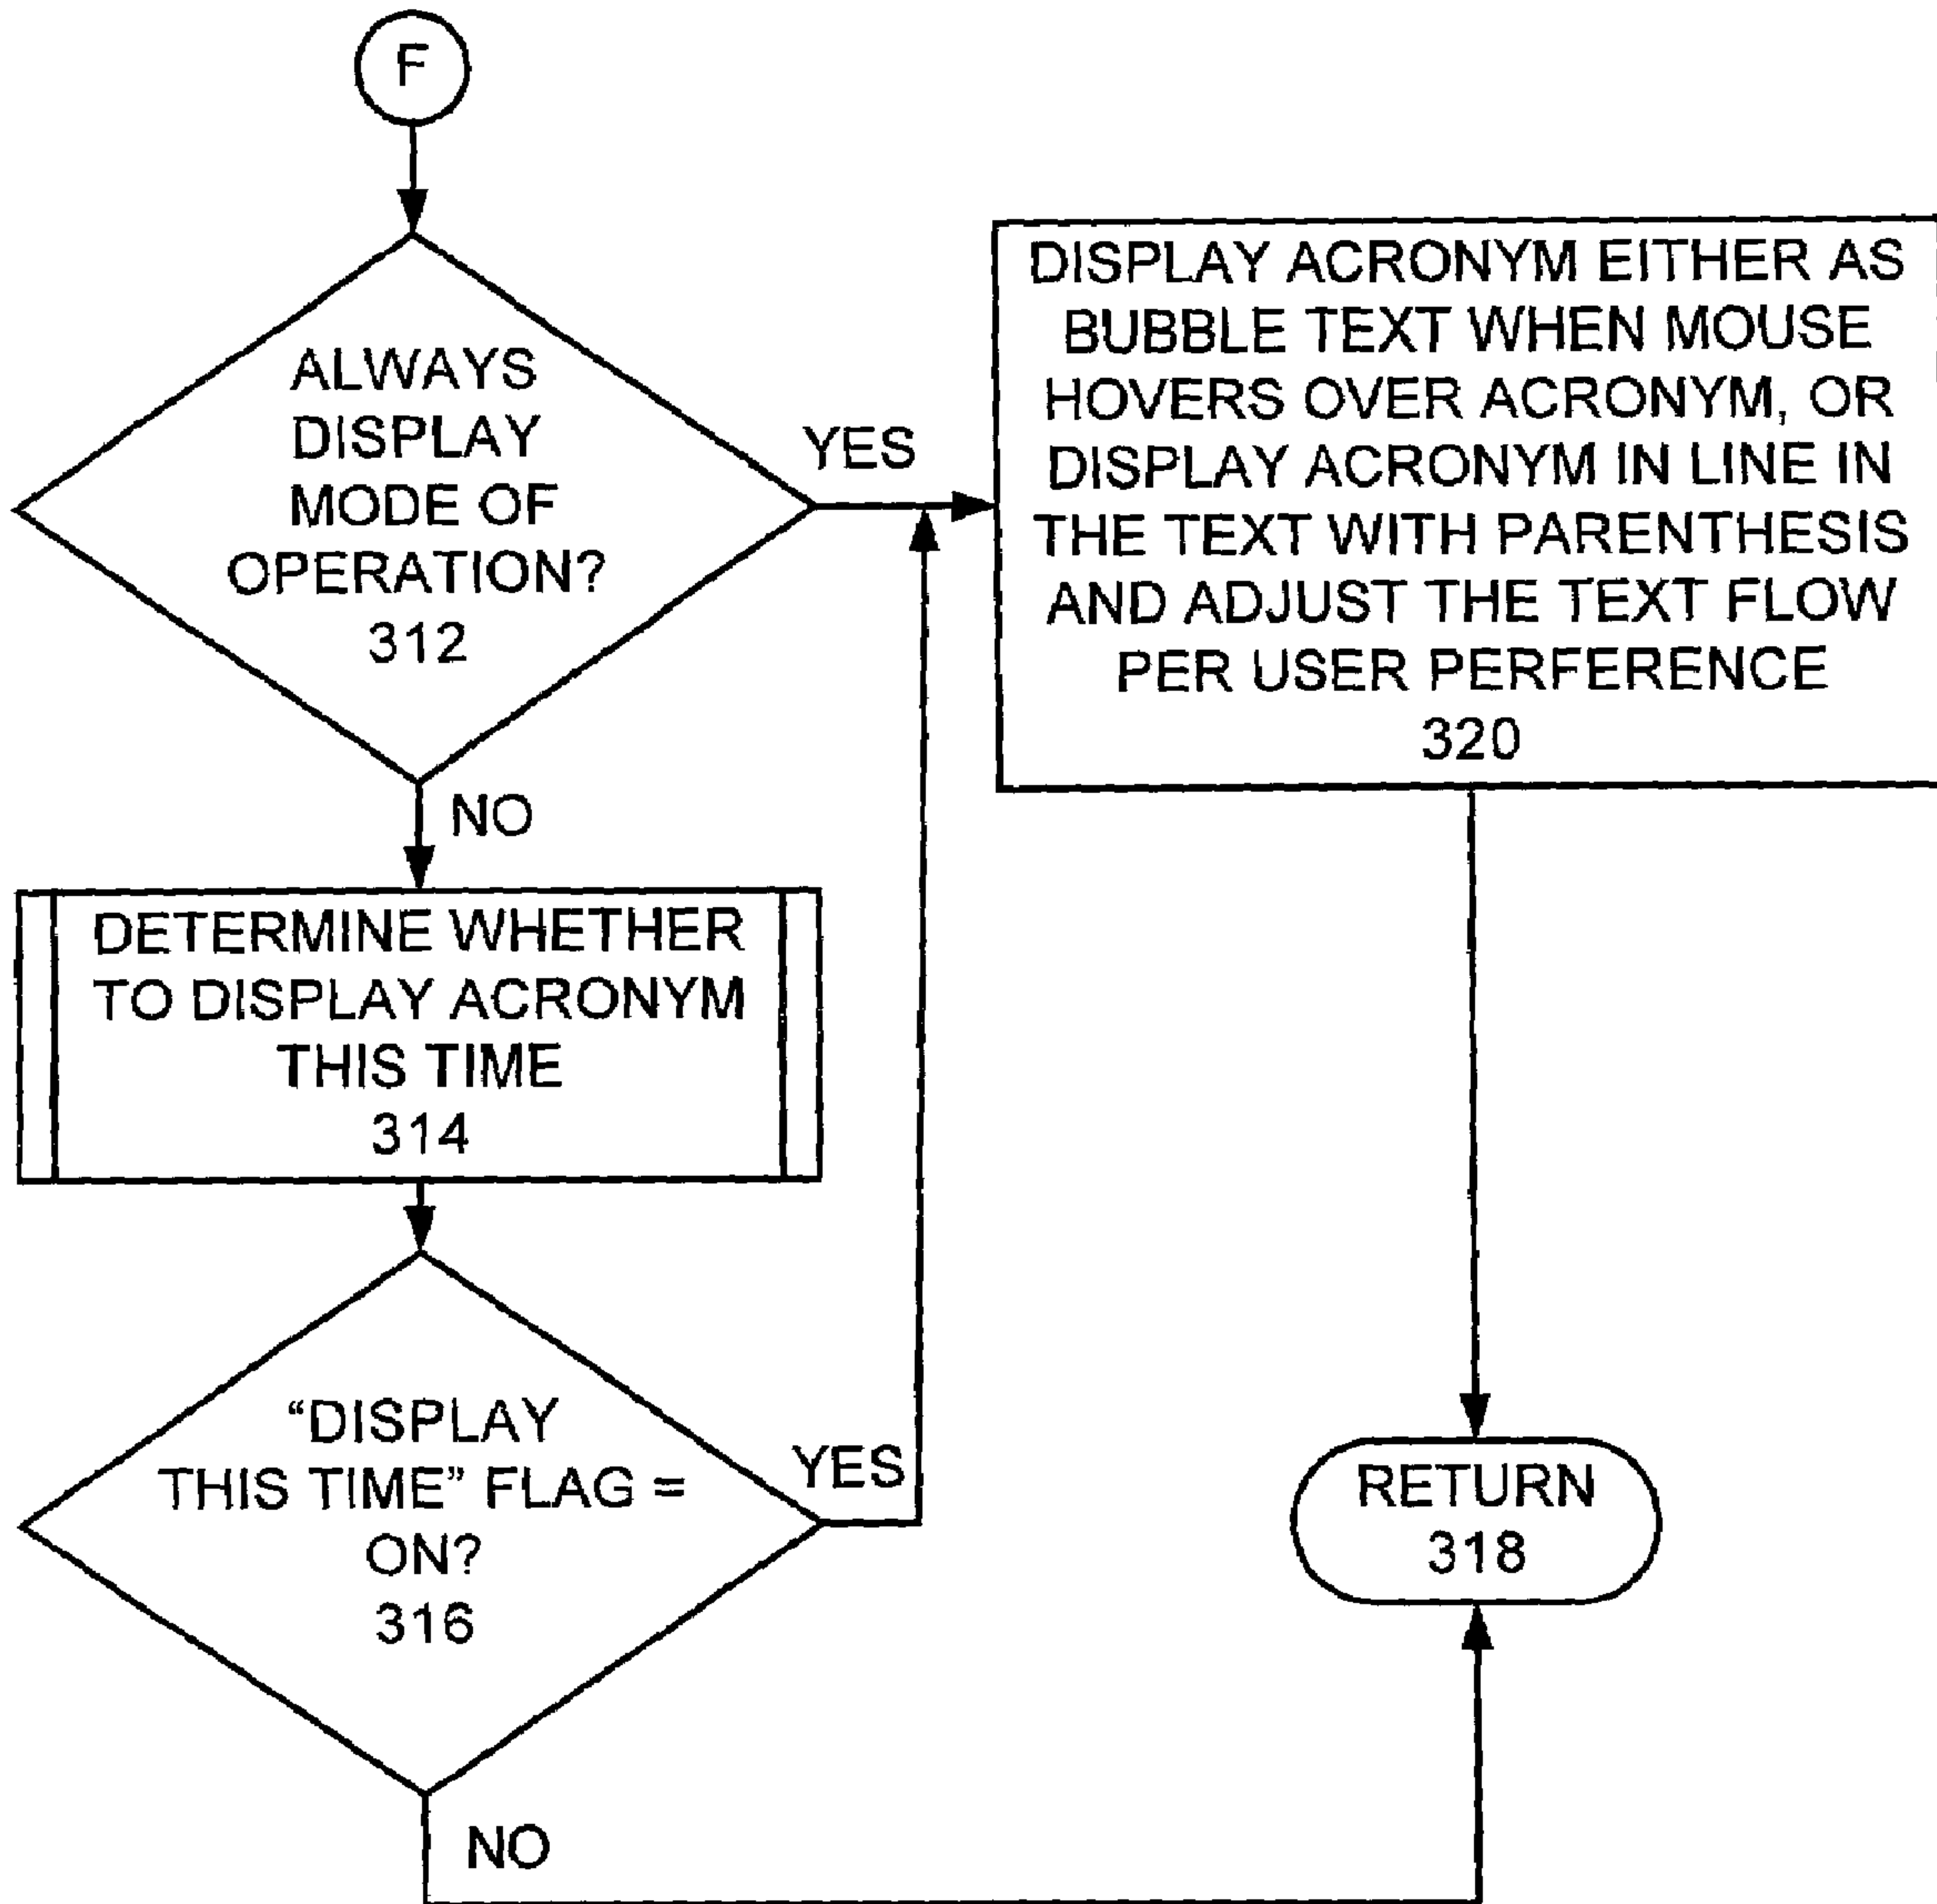 F
ALWAYS
DISPLAY
MODE OF
OPERATION?
312
YES
DISPLAY ACRONYM EITHER AS
BUBBLE TEXT WHEN MOUSE
HOVERS OVER ACRONYM, OR
DISPLAY ACRONYM IN LINE IN
THE TEXT WITH PARENTHESIS
AND ADJUST THE TEXT FLOW
PER USER PERFERENCE
320
NO
DETERMINE WHETHER
TO DISPLAY ACRONYM
THIS TIME
314
“DISPLAY
THIS TIME” FLAG =
ON?
316
YES
NO
RETURN
318